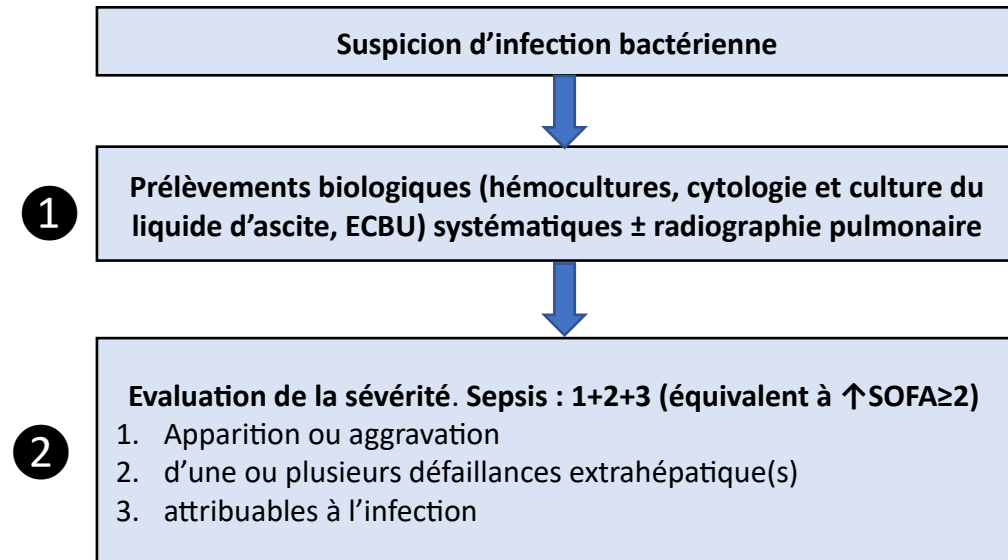 Suspicion d’infection bactérienne
1
Prélèvements biologiques (hémocultures, cytologie et culture du
liquide d’ascite, ECBU) systématiques ± radiographie pulmonaire
2
Evaluation de la sévérité. Sepsis : 1+2+3 (équivalent à ↑SOFA≥2)
1. Apparition ou aggravation
2. d’une ou plusieurs défaillances extrahépatique(s)
3. attribuables à l’infection